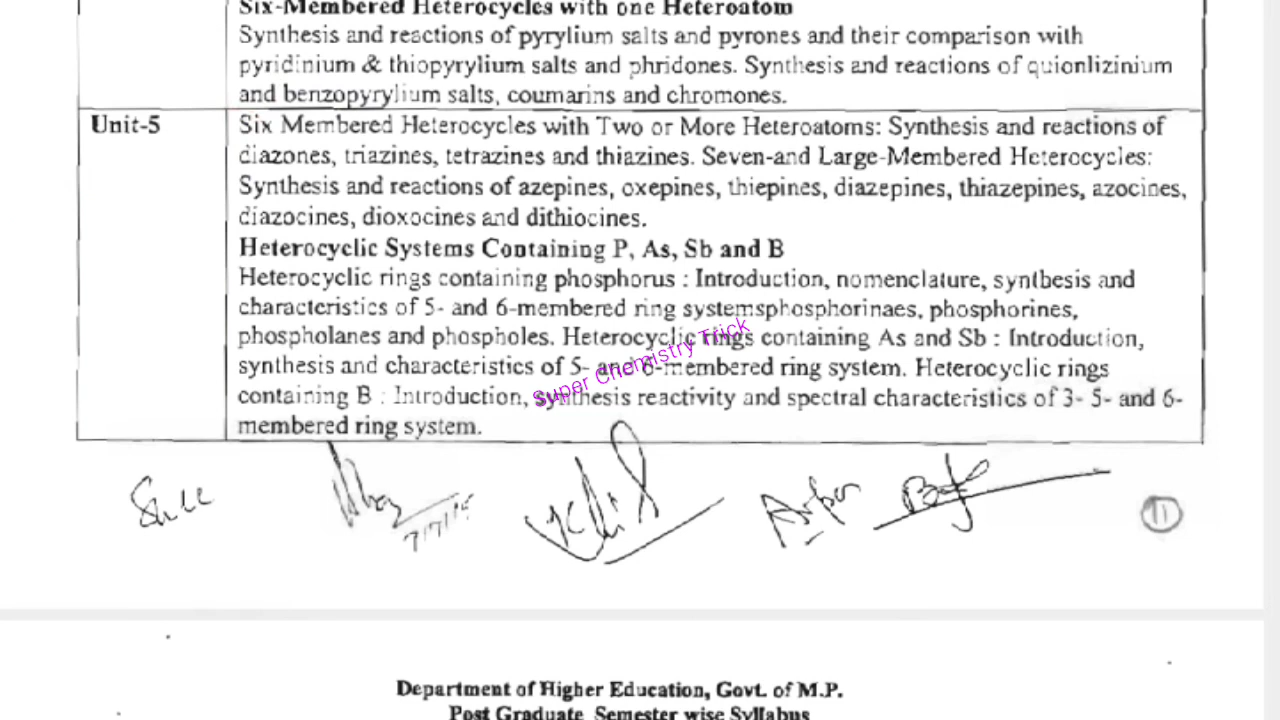 Six-Membered Heterocycles with one Heteroatom
Synthesis and reactions of pyrylium salts and pyrones and their comparison with
pyridinium & thiopyrylium salts and phridones. Synthesis and reactions of quionlizinium
and benzopyrylium salts, coumarins and chromones.
Unit-5
Six Membered Heterocycles with Two or More Heteroatoms: Synthesis and reactions of
diazones, triazines, tetrazines and thiazines. Seven-and Large-Membered Heterocycles:
Synthesis and reactions of azepines, oxepines, thiepines, diazepines, thiazepines, azocines,
diazocines, dioxocines and dithiocines.
Heterocyclic Systems Containing P, As, Sb and B
Heterocyclic rings containing phosphorus : Introduction, nomenclature, synthesis and
characteristics of 5- and 6-membered ring systemsphosphorinaes, phosphorines,
phospholanes and phospholes. Heterocyclic rings containing As and Sb : Introduction,
synthesis and characteristics of 5- and 6-membered ring system. Heterocyclic rings
containing B : Introduction, synthesis reactivity and spectral characteristics of 3- 5- and 6-
membered ring system.
Super Chemistry Trick
11
Department of Higher Education, Govt. of M.P.
Post Graduate Semester wise Syllabus